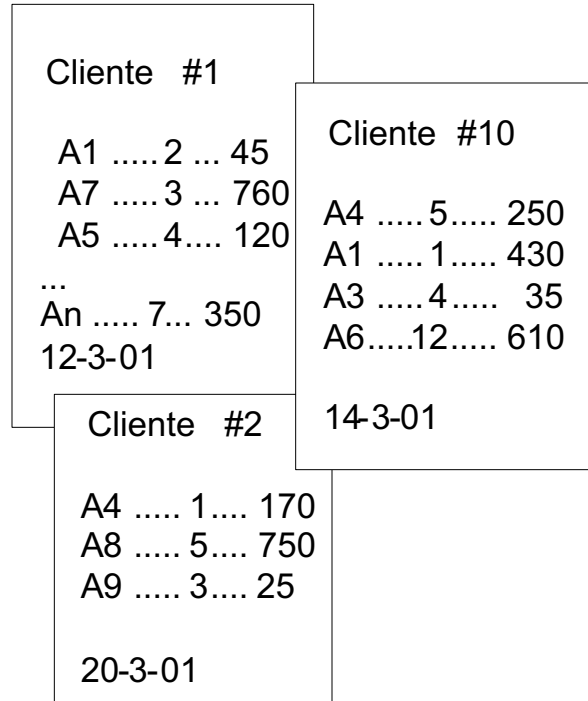 Cliente #1
A1 ..... 2 ... 45
A7 ..... 3 ... 760
A5 ..... 4.... 120
...
An ..... 7... 350
12-3-01
Cliente #10
A4 ..... 5..... 250
A1 ..... 1..... 430
A3 ..... 4..... 35
A6.....12..... 610
14-3-01
Cliente #2
A4 ..... 1.... 170
A8 ..... 5.... 750
A9 ..... 3.... 25
20-3-01